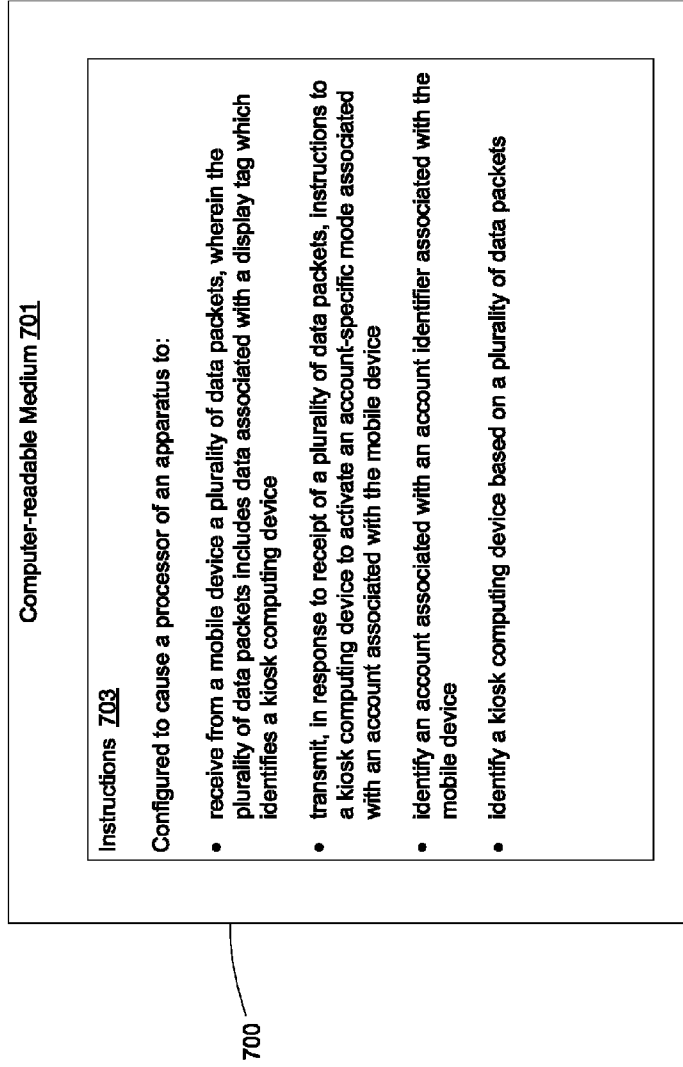 Computer-readable Medium 701
Instructions 703
Configured to cause a processor of an apparatus to:
• receive from a mobile device a plurality of data packets, wherein the
plurality of data packets includes data associated with a display tag which
identifies a kiosk computing device
• transmit, in response to receipt of a plurality of data packets, instructions to
a kiosk computing device to activate an account-specific mode associated
with an account associated with the mobile device
• identify an account associated with an account identifier associated with the
mobile device
• identify a kiosk computing device based on a plurality of data packets
700